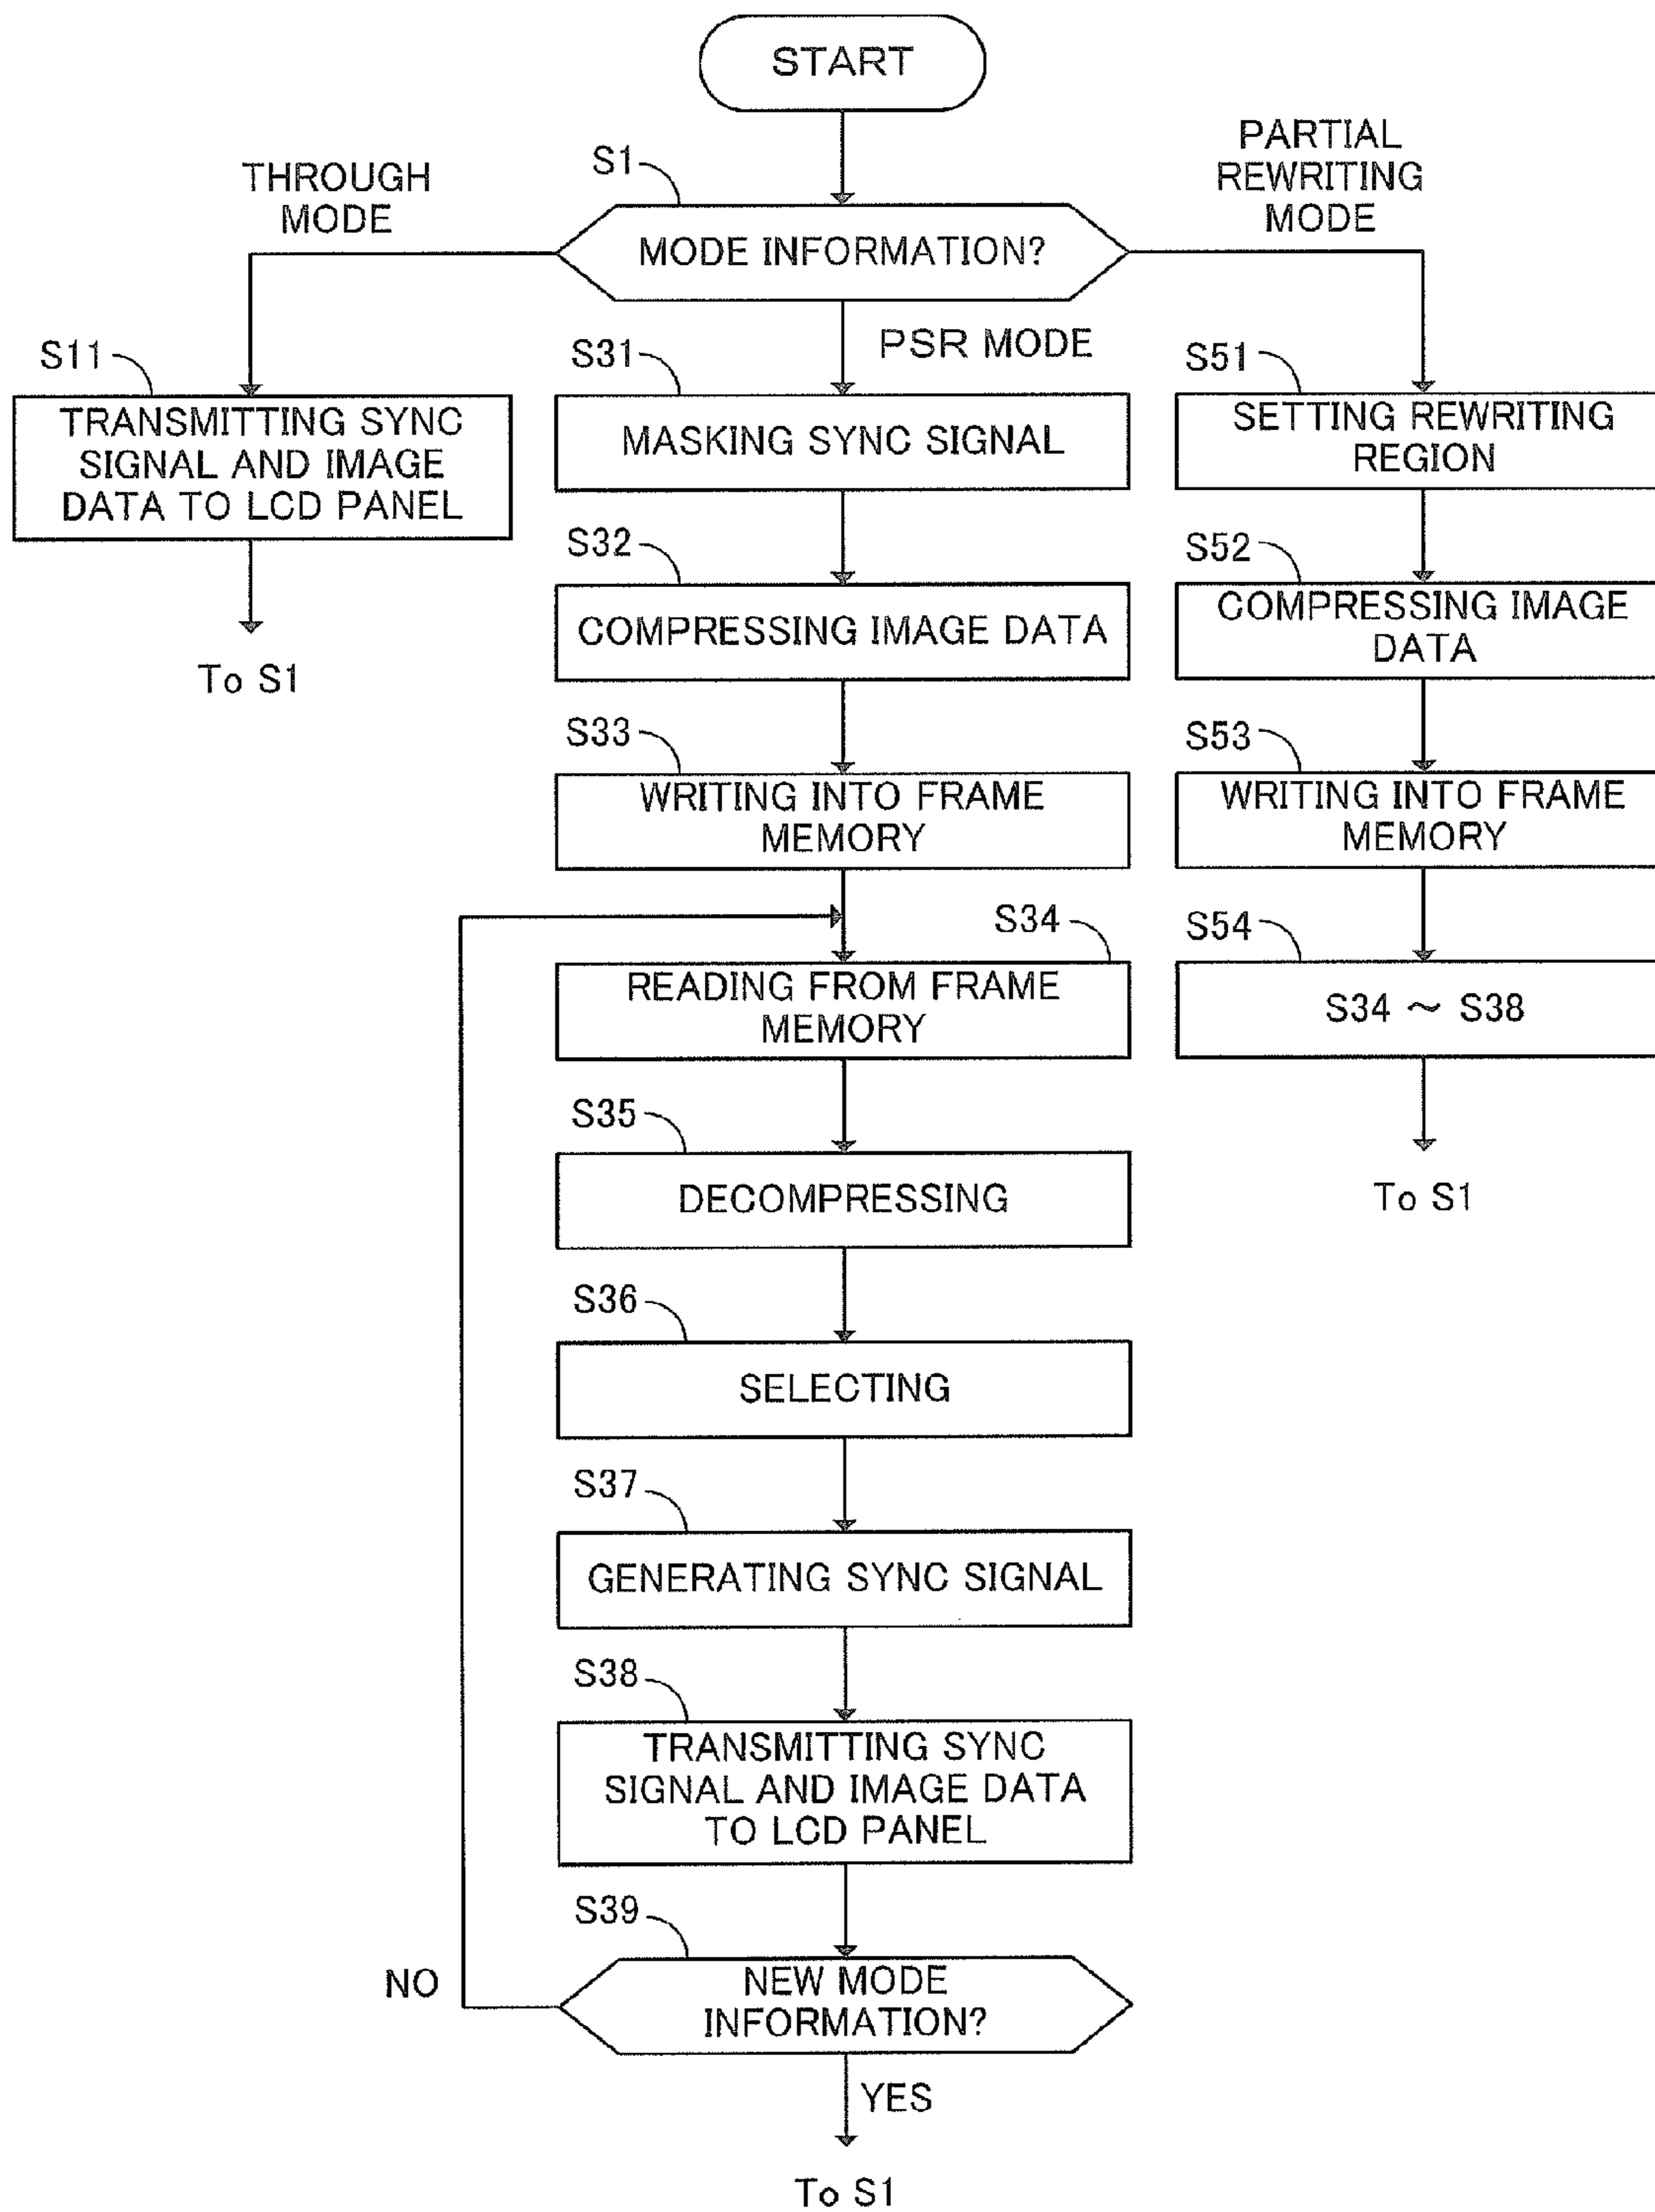 START
S1
THROUGH
MODE
PARTIAL
REWRITING
MODE
MODE INFORMATION?
PSR MODE
S11
TRANSMITTING SYNC
SIGNAL AND IMAGE
DATA TO LCD PANEL
To S1
S31
MASKING SYNC SIGNAL
S32
COMPRESSING IMAGE DATA
S33
WRITING INTO FRAME
MEMORY
S34
READING FROM FRAME
MEMORY
S35
DECOMPRESSING
S36
SELECTING
S37
GENERATING SYNC SIGNAL
S38
TRANSMITTING SYNC
SIGNAL AND IMAGE DATA
TO LCD PANEL
S39
NEW MODE
INFORMATION?
NO
YES
To S1
S51
SETTING REWRITING
REGION
S52
COMPRESSING IMAGE
DATA
S53
WRITING INTO FRAME
MEMORY
S54
S34 ~ S38
To S1